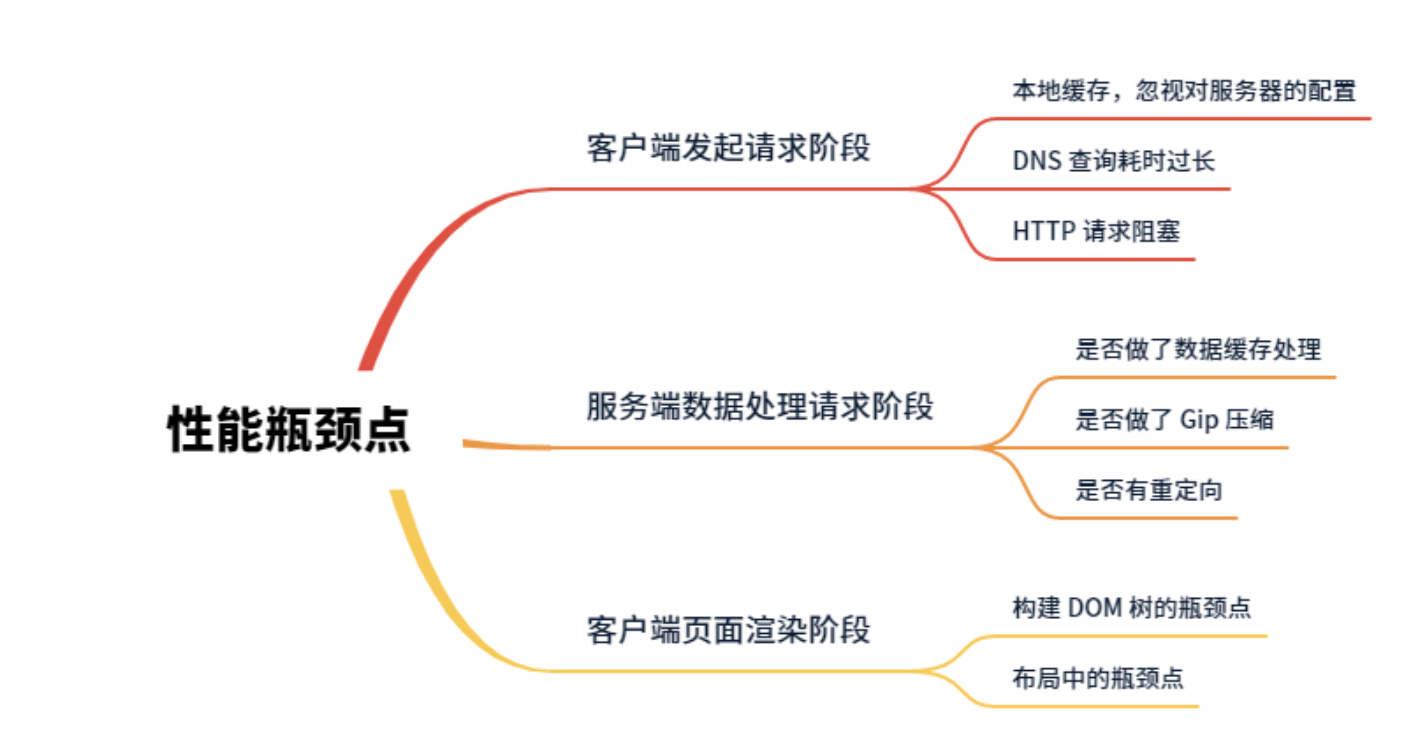 本地缓存，忽视对服务器的配置
客户端发起请求阶段
DNS 查询耗时过长
HTTP 请求阻塞
是否做了数据缓存处理
服务端数据处理请求阶段
是否做了 Gip 压缩
性能瓶颈点
是否有重定向
构建 DOM 树的瓶颈点
客户端页面渲染阶段
布局中的瓶颈点